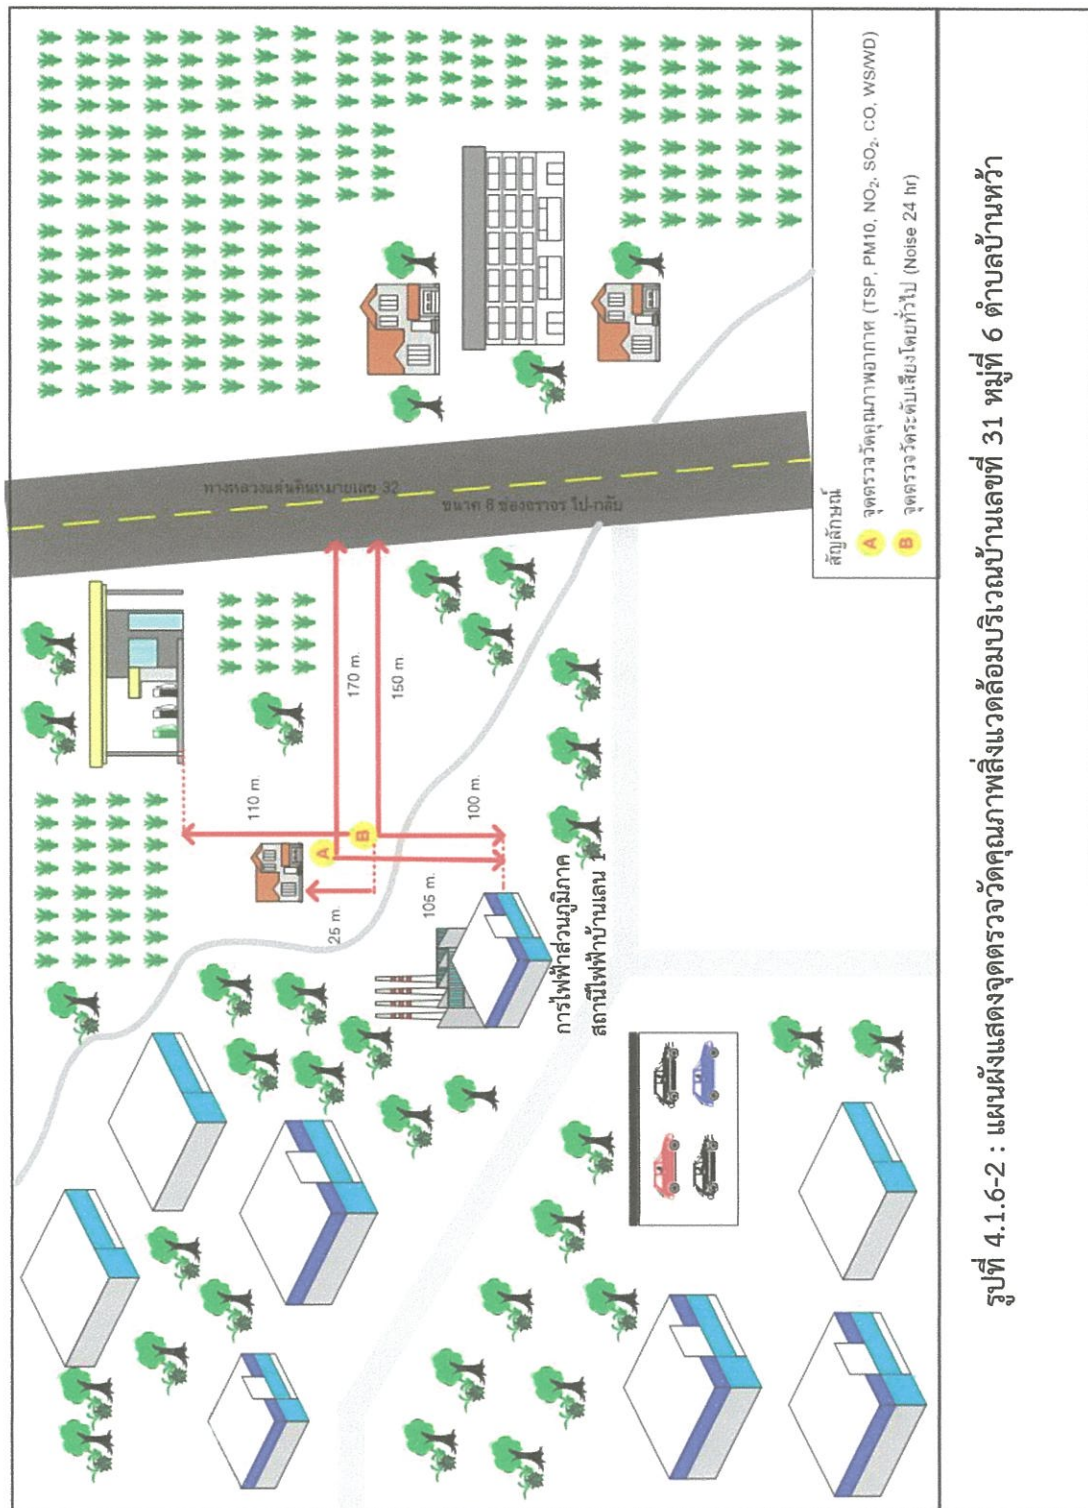 ทางหลวงแผ่นดินหมายเลข 32
ขนาด 8 ช่องจราจร ไป-กลับ
170 m.
150 m.
110 m.
100 m.
105 m.
25 m.
การไฟฟ้าส่วนภูมิภาค
สถานีไฟฟ้าบ้านเลน 1
A
B
สัญลักษณ์
A จุดตรวจวัดคุณภาพอากาศ (TSP, PM10, NO₂, SO₂, CO, WS/WD)
B จุดตรวจวัดระดับเสียงโดยทั่วไป (Noise 24 hr)
รูปที่ 4.1.6-2 : แผนผังแสดงจุดตรวจวัดคุณภาพสิ่งแวดล้อมบริเวณบ้านเลขที่ 31 หมู่ที่ 6 ตำบลบ้านหว้า